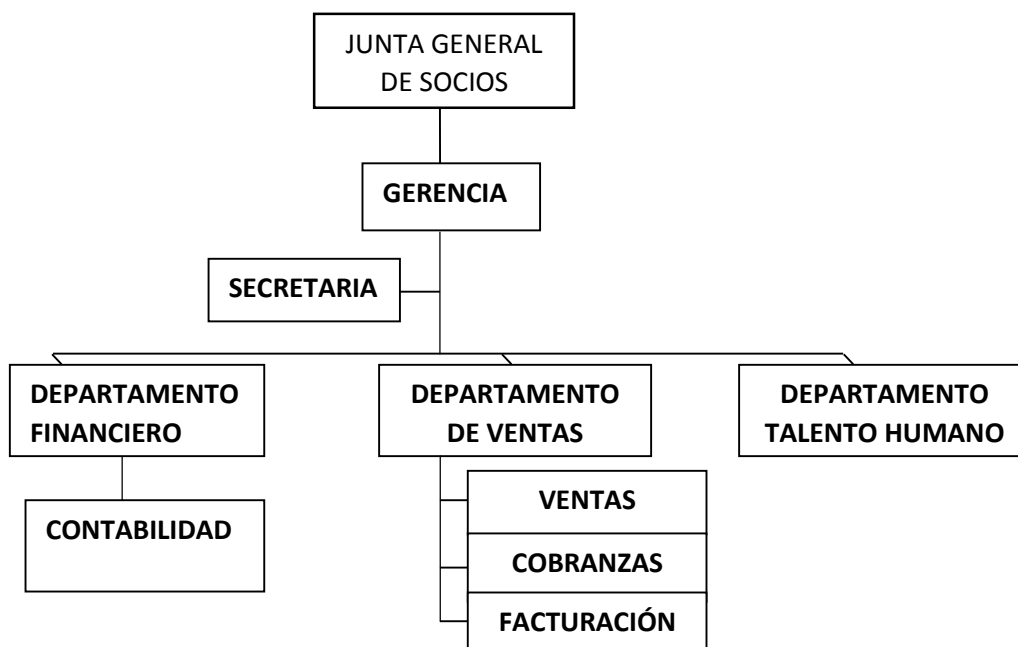 JUNTA GENERAL
DE SOCIOS
GERENCIA
SECRETARIA
DEPARTAMENTO
FINANCIERO
DEPARTAMENTO
DE VENTAS
DEPARTAMENTO
TALENTO HUMANO
CONTABILIDAD
VENTAS
COBRANZAS
FACTURACIÓN